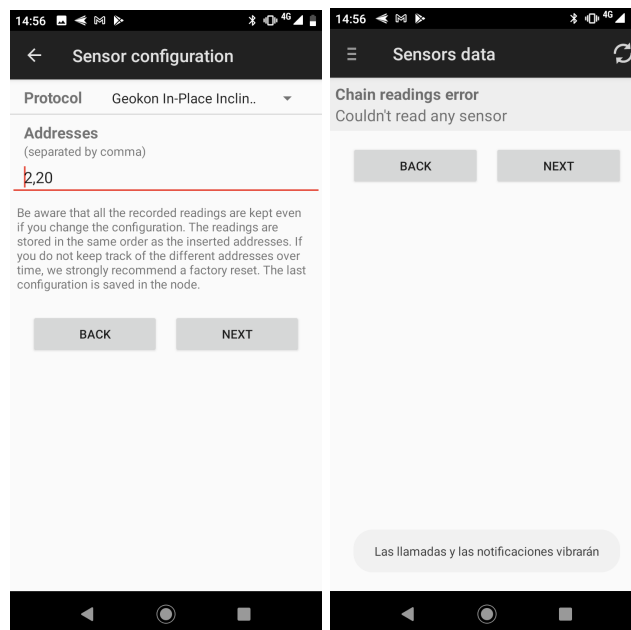 14:56
4G
Sensor configuration
Protocol
Geokon In-Place Inclin..
Addresses
(separated by comma)
2,20
Be aware that all the recorded readings are kept even
if you change the configuration. The readings are
stored in the same order as the inserted addresses. If
you do not keep track of the different addresses over
time, we strongly recommend a factory reset. The last
configuration is saved in the node.
BACK
NEXT
14:56
4G
Sensors data
Chain readings error
Couldn't read any sensor
BACK
NEXT
Las llamadas y las notificaciones vibrarán